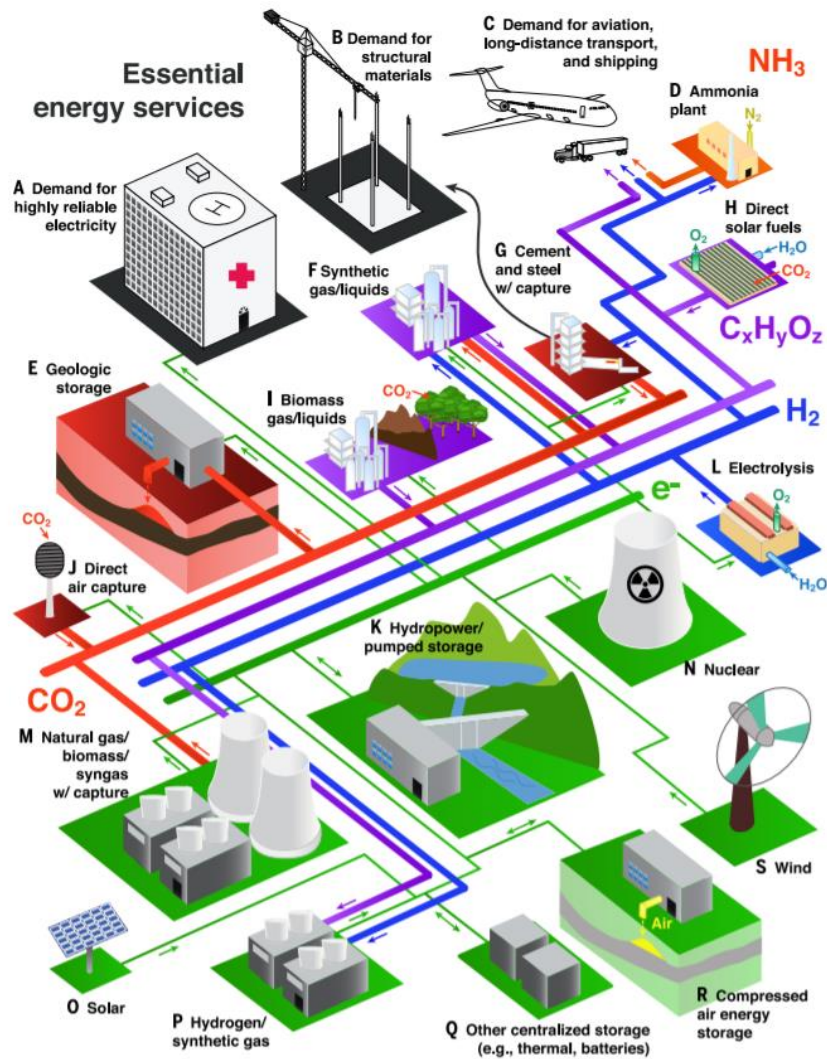 Essential
energy services
B Demand for
structural
materials
C Demand for aviation,
long-distance transport,
and shipping
NH3
D Ammonia
plant
N2
A Demand for
highly reliable
electricity
H
H Direct
solar fuels
O2
H2O
CO2
F Synthetic
gas/liquids
G Cement
and steel
w/ capture
CxHyOz
E Geologic
storage
I Biomass
gas/liquids
CO2
H2
L Electrolysis
O2
H2O
e-
CO2
J Direct
air capture
K Hydropower/
pumped storage
N Nuclear
CO2
M Natural gas/
biomass/
syngas
w/ capture
S Wind
Air
O Solar
P Hydrogen/
synthetic gas
Q Other centralized storage
(e.g., thermal, batteries)
R Compressed
air energy
storage